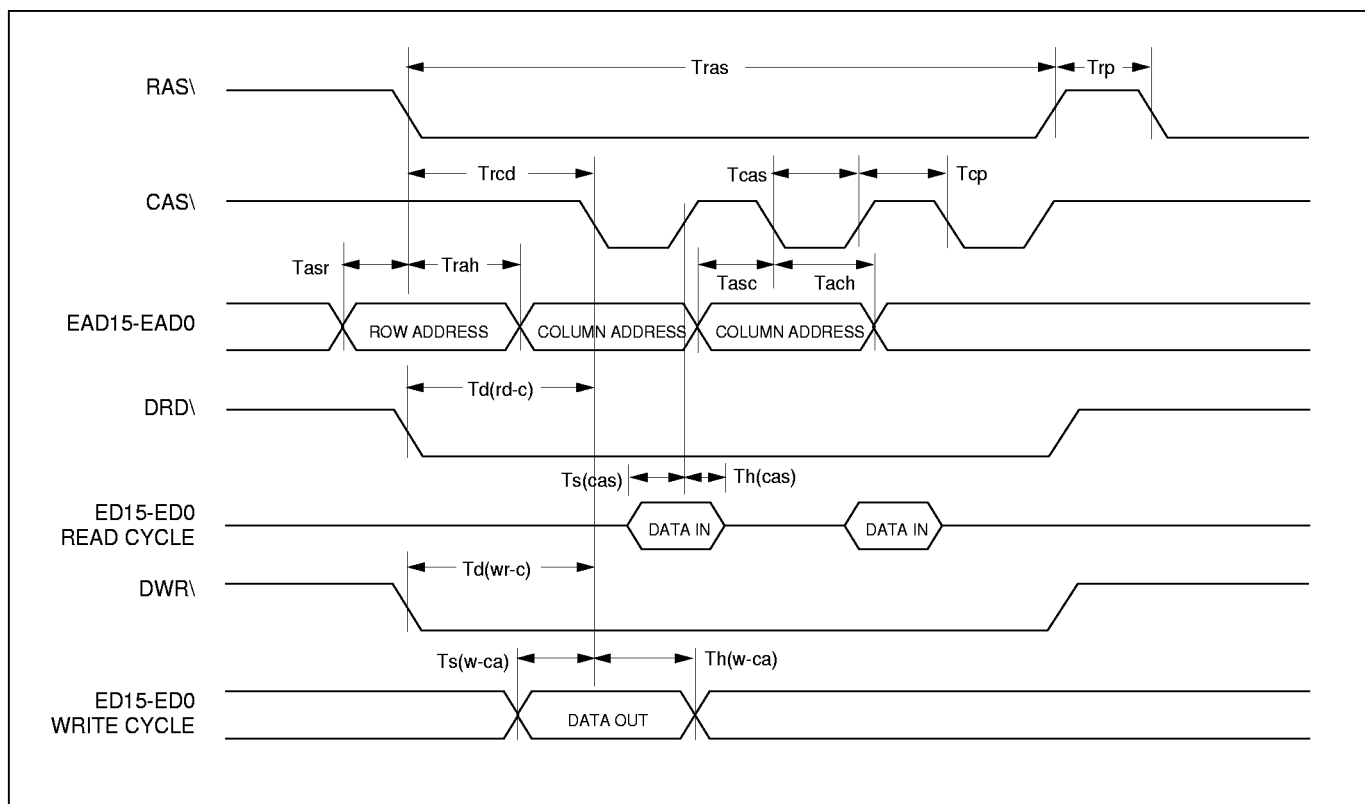 Tras
Trp
RAS\
Trcd
Tcas
Tcp
CAS\
Tasr
Trah
Tasc
Tach
EAD15-EAD0
ROW ADDRESS
COLUMN ADDRESS
COLUMN ADDRESS
Td(rd-c)
DRD\
Ts(cas)
Th(cas)
ED15-ED0
READ CYCLE
DATA IN
DATA IN
Td(wr-c)
DWR\
Ts(w-ca)
Th(w-ca)
ED15-ED0
WRITE CYCLE
DATA OUT